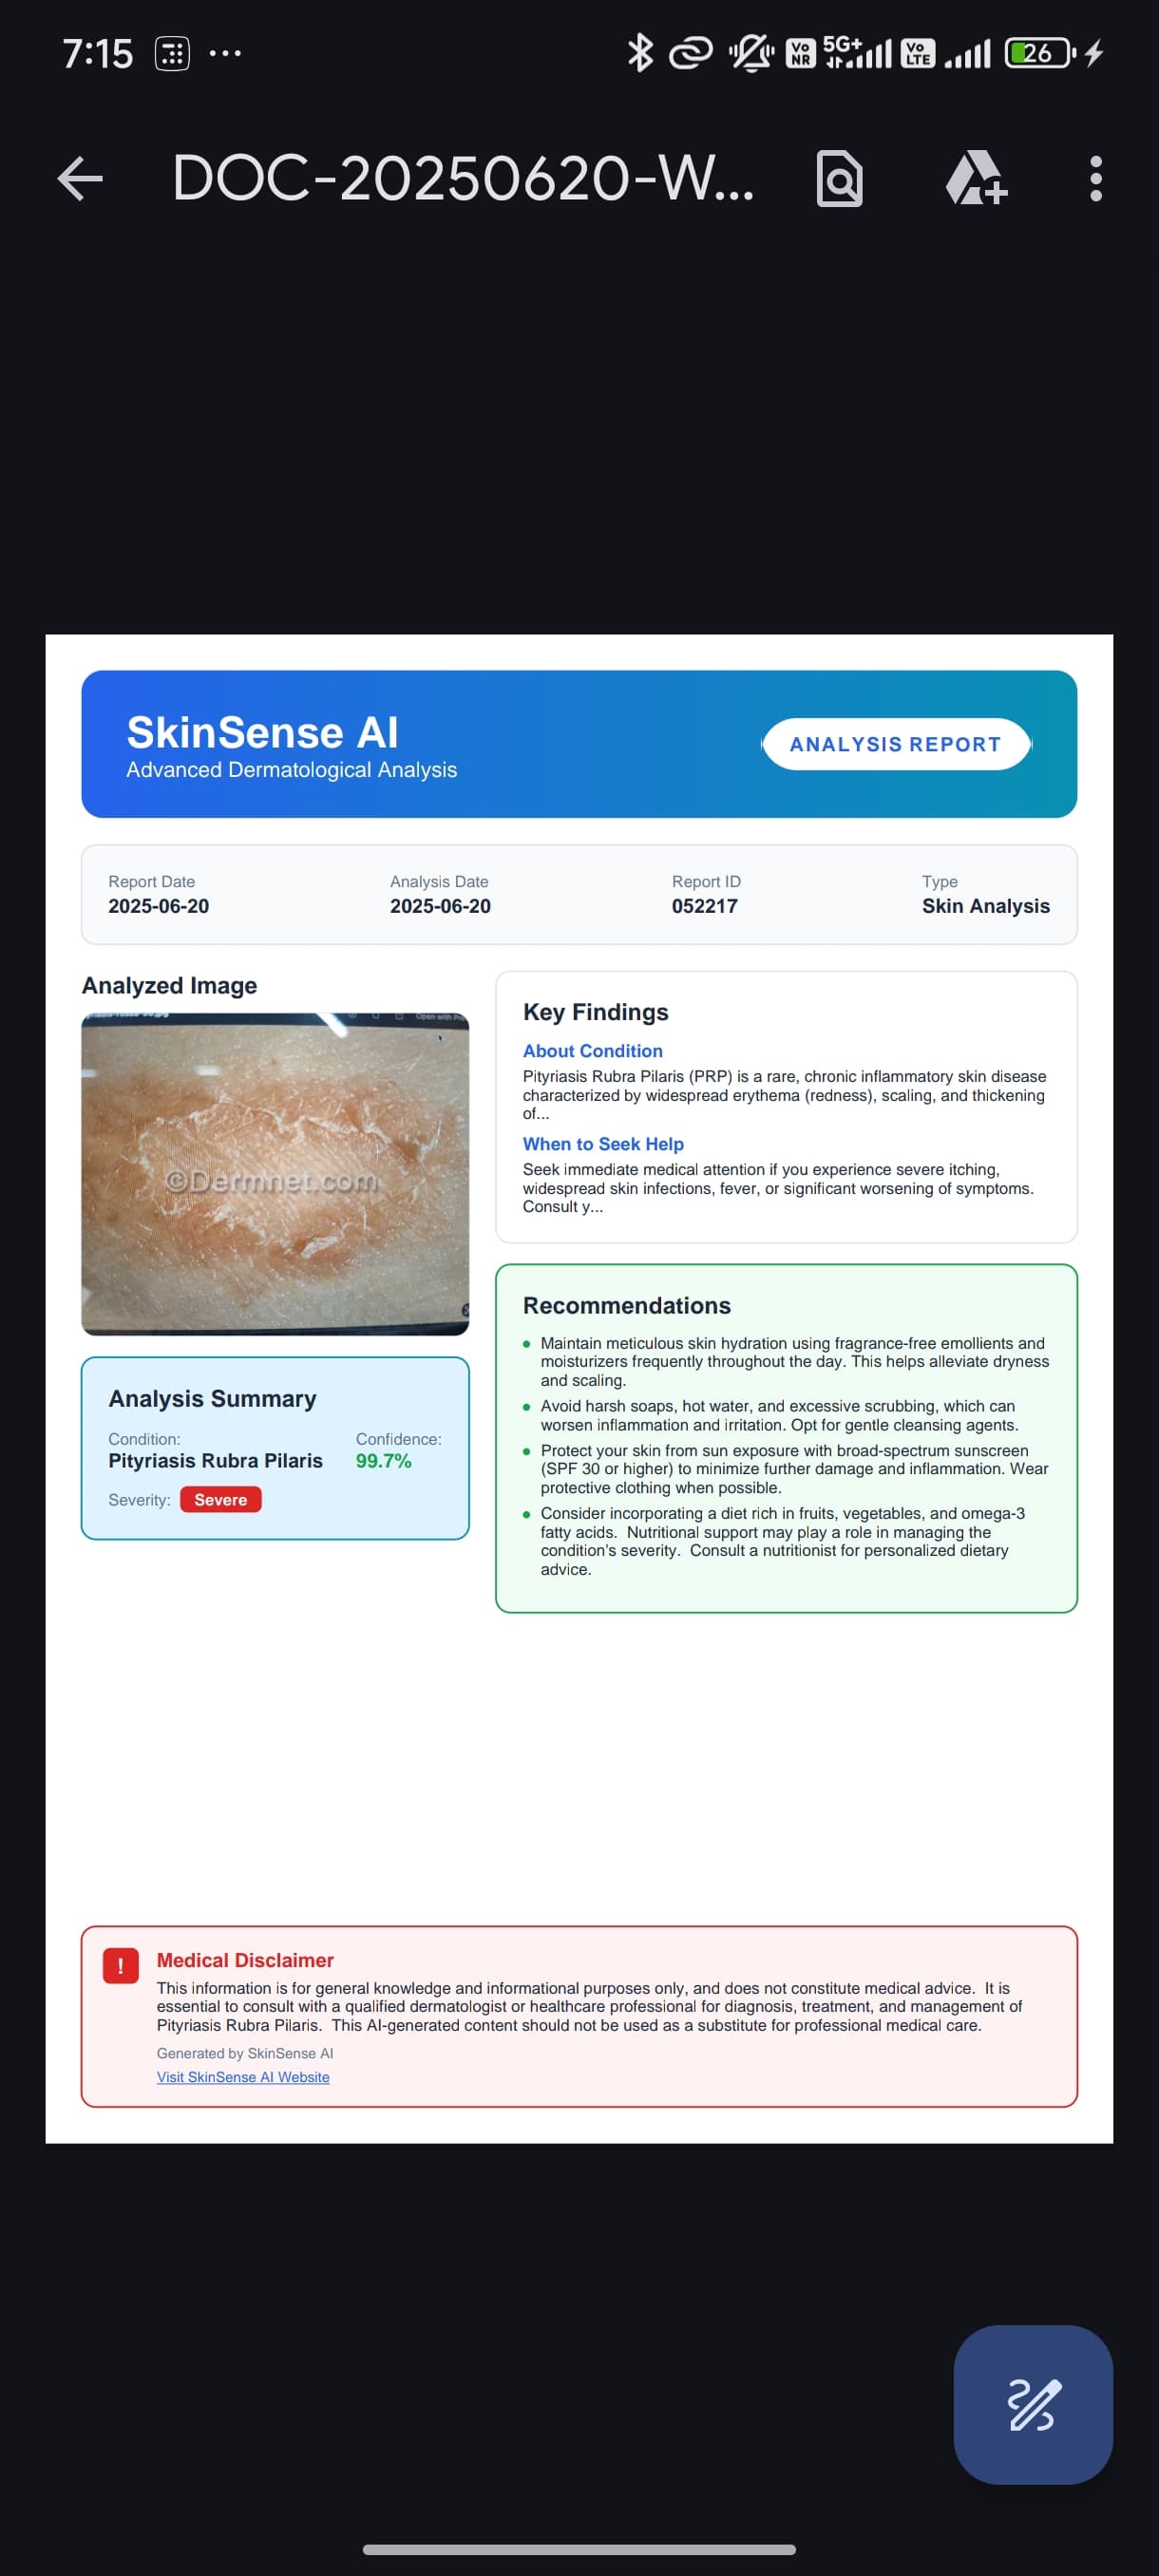 7:15
Vo
NR
5G+
Vo
LTE
26
DOC-20250620-W...
SkinSense AI
Advanced Dermatological Analysis
ANALYSIS REPORT
Report Date
2025-06-20
Analysis Date
2025-06-20
Report ID
052217
Type
Skin Analysis
Analyzed Image
Open with
©Dermnet.com
Analysis Summary
Condition:
Pityriasis Rubra Pilaris
Confidence:
99.7%
Severity:
Severe
Key Findings
About Condition
Pityriasis Rubra Pilaris (PRP) is a rare, chronic inflammatory skin disease
characterized by widespread erythema (redness), scaling, and thickening
of...
When to Seek Help
Seek immediate medical attention if you experience severe itching,
widespread skin infections, fever, or significant worsening of symptoms.
Consult y...
Recommendations
• Maintain meticulous skin hydration using fragrance-free emollients and
moisturizers frequently throughout the day. This helps alleviate dryness
and scaling.
• Avoid harsh soaps, hot water, and excessive scrubbing, which can
worsen inflammation and irritation. Opt for gentle cleansing agents.
• Protect your skin from sun exposure with broad-spectrum sunscreen
(SPF 30 or higher) to minimize further damage and inflammation. Wear
protective clothing when possible.
• Consider incorporating a diet rich in fruits, vegetables, and omega-3
fatty acids.  Nutritional support may play a role in managing the
condition's severity.  Consult a nutritionist for personalized dietary
advice.
!
Medical Disclaimer
This information is for general knowledge and informational purposes only, and does not constitute medical advice.  It is
essential to consult with a qualified dermatologist or healthcare professional for diagnosis, treatment, and management of
Pityriasis Rubra Pilaris.  This AI-generated content should not be used as a substitute for professional medical care.
Generated by SkinSense AI
Visit SkinSense AI Website